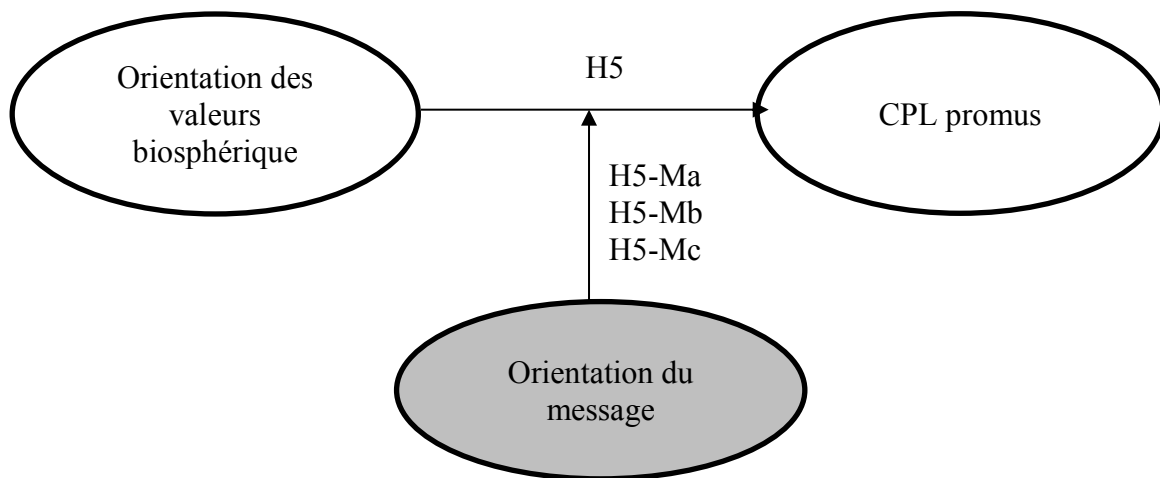 Orientation des
valeurs
biosphérique
H5
CPL promus
H5-Ma
H5-Mb
H5-Mc
Orientation du
message